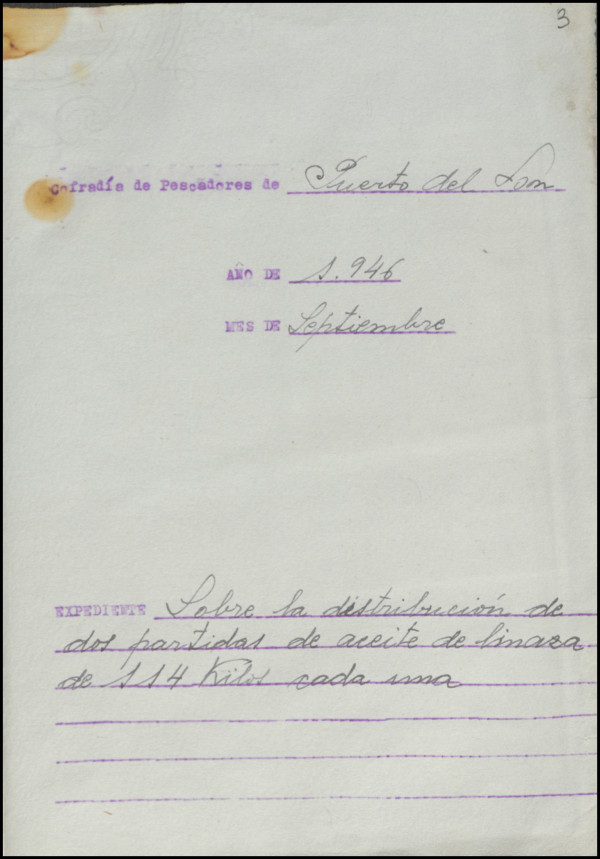 3
Cofradía de Pescadores de Puerto del Son
AÑO DE 1.946
MES DE Septiembre
EXPEDIENTE Sobre la distribución de
dos partidas de aceite de linaza
de 114 Kilos cada una